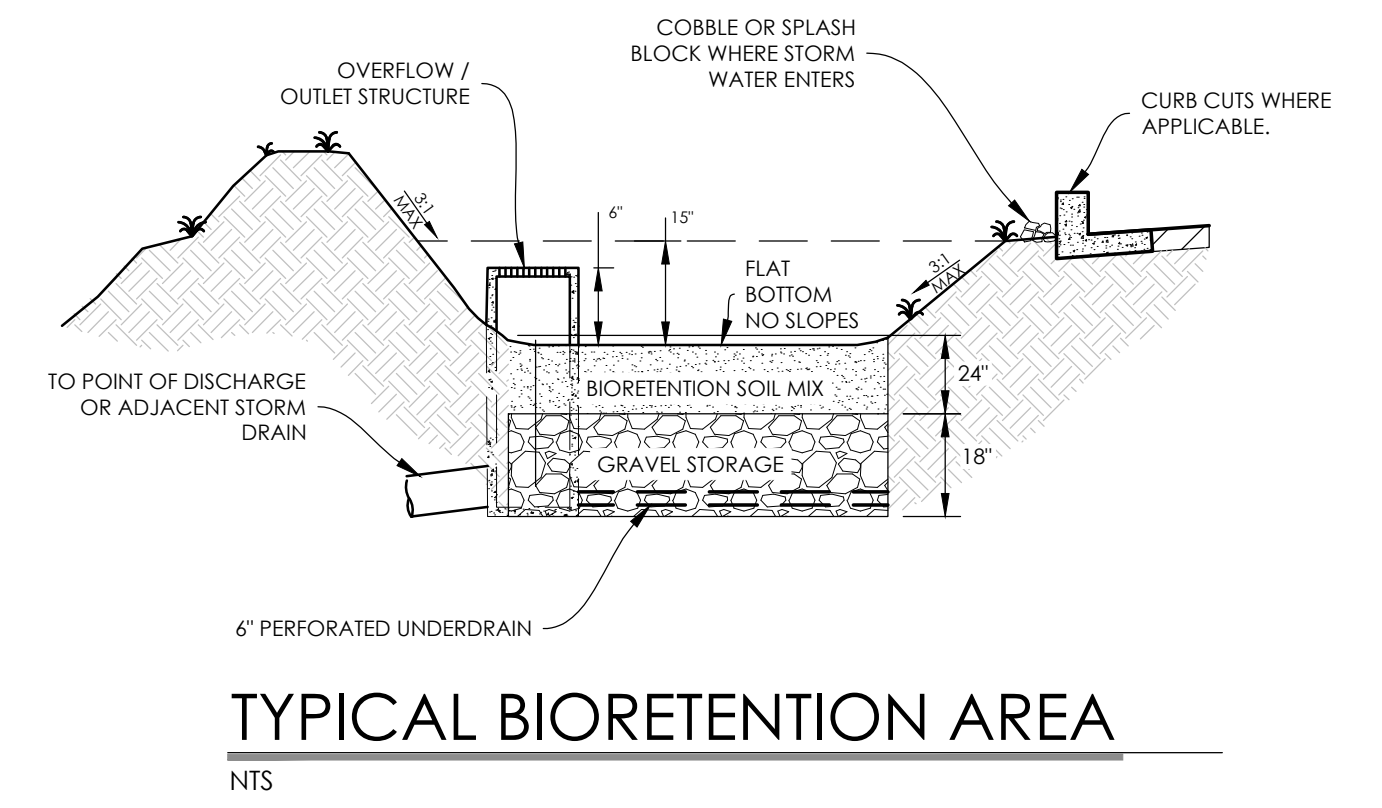 COBBLE OR SPLASH
BLOCK WHERE STORM
WATER ENTERS
OVERFLOW /
OUTLET STRUCTURE
CURB CUTS WHERE
APPLICABLE.
3:1
MAX
6"
15"
FLAT
BOTTOM
NO SLOPES
3:1
MAX
TO POINT OF DISCHARGE
OR ADJACENT STORM
DRAIN
BIORETENTION SOIL MIX
24"
GRAVEL STORAGE
18"
6" PERFORATED UNDERDRAIN
TYPICAL BIORETENTION AREA
NTS